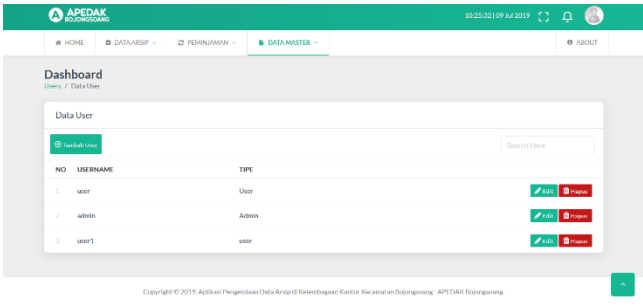 APEDAK
BOJONGSOANG
10:25:32 | 09 Jul 2019
HOME
DATA ARSIP
PEMINJAMAN
DATA MASTER
ABOUT
Dashboard
Users / Data User
Data User
Tambah User
Search Here
NO USERNAME TIPE
1 user User Edit Hapus
2 admin Admin Edit Hapus
3 user1 user Edit Hapus
Copyright © 2019. Aplikasi Pengelolaan Data Arsip di Kelembagaan Kantor Kecamatan Bojongsoang - APEDAK Bojongsoang.